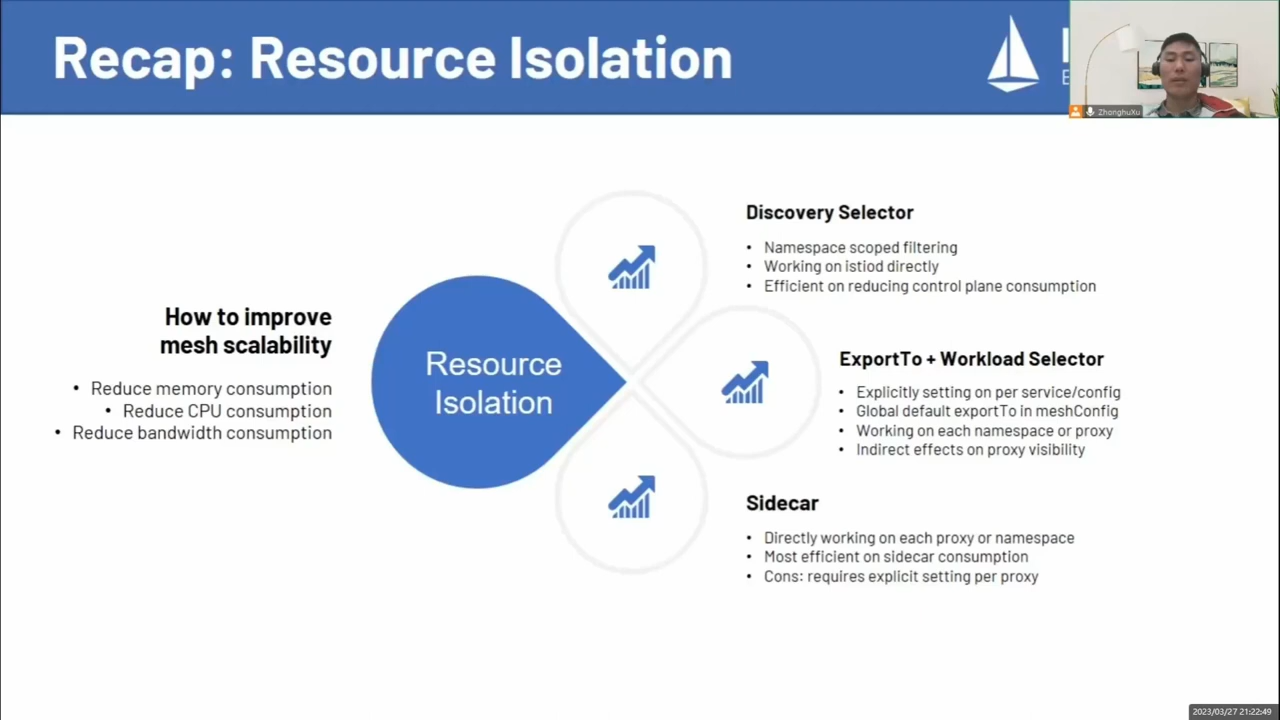 Recap: Resource Isolation
ZhonghuXu
How to improve
mesh scalability
• Reduce memory consumption
• Reduce CPU consumption
• Reduce bandwidth consumption
Resource
Isolation
Discovery Selector
• Namespace scoped filtering
• Working on istiod directly
• Efficient on reducing control plane consumption
ExportTo + Workload Selector
• Explicitly setting on per service/config
• Global default exportTo in meshConfig
• Working on each namespace or proxy
• Indirect effects on proxy visibility
Sidecar
• Directly working on each proxy or namespace
• Most efficient on sidecar consumption
• Cons: requires explicit setting per proxy
2023/03/27 21:22:49